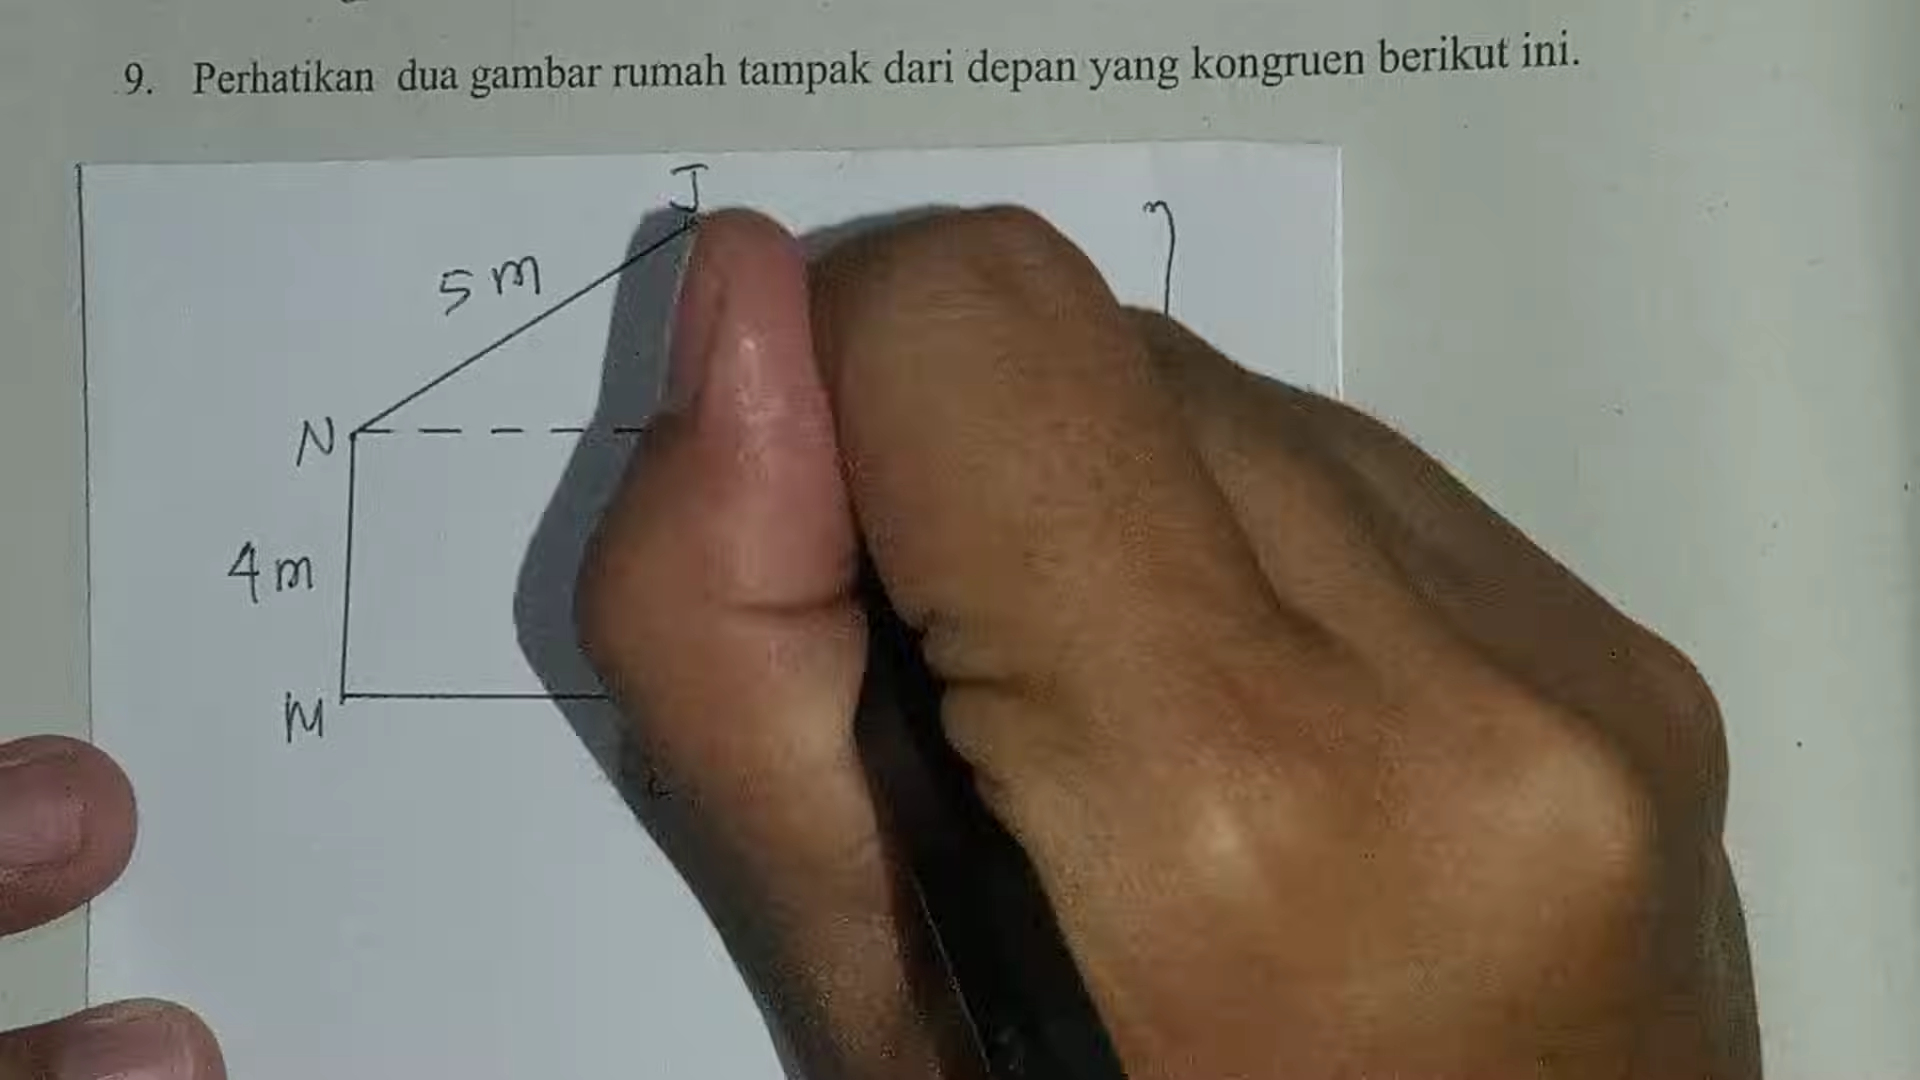 9. Perhatikan dua gambar rumah tampak dari depan yang kongruen berikut ini.
J
5 m
N
4 m
M